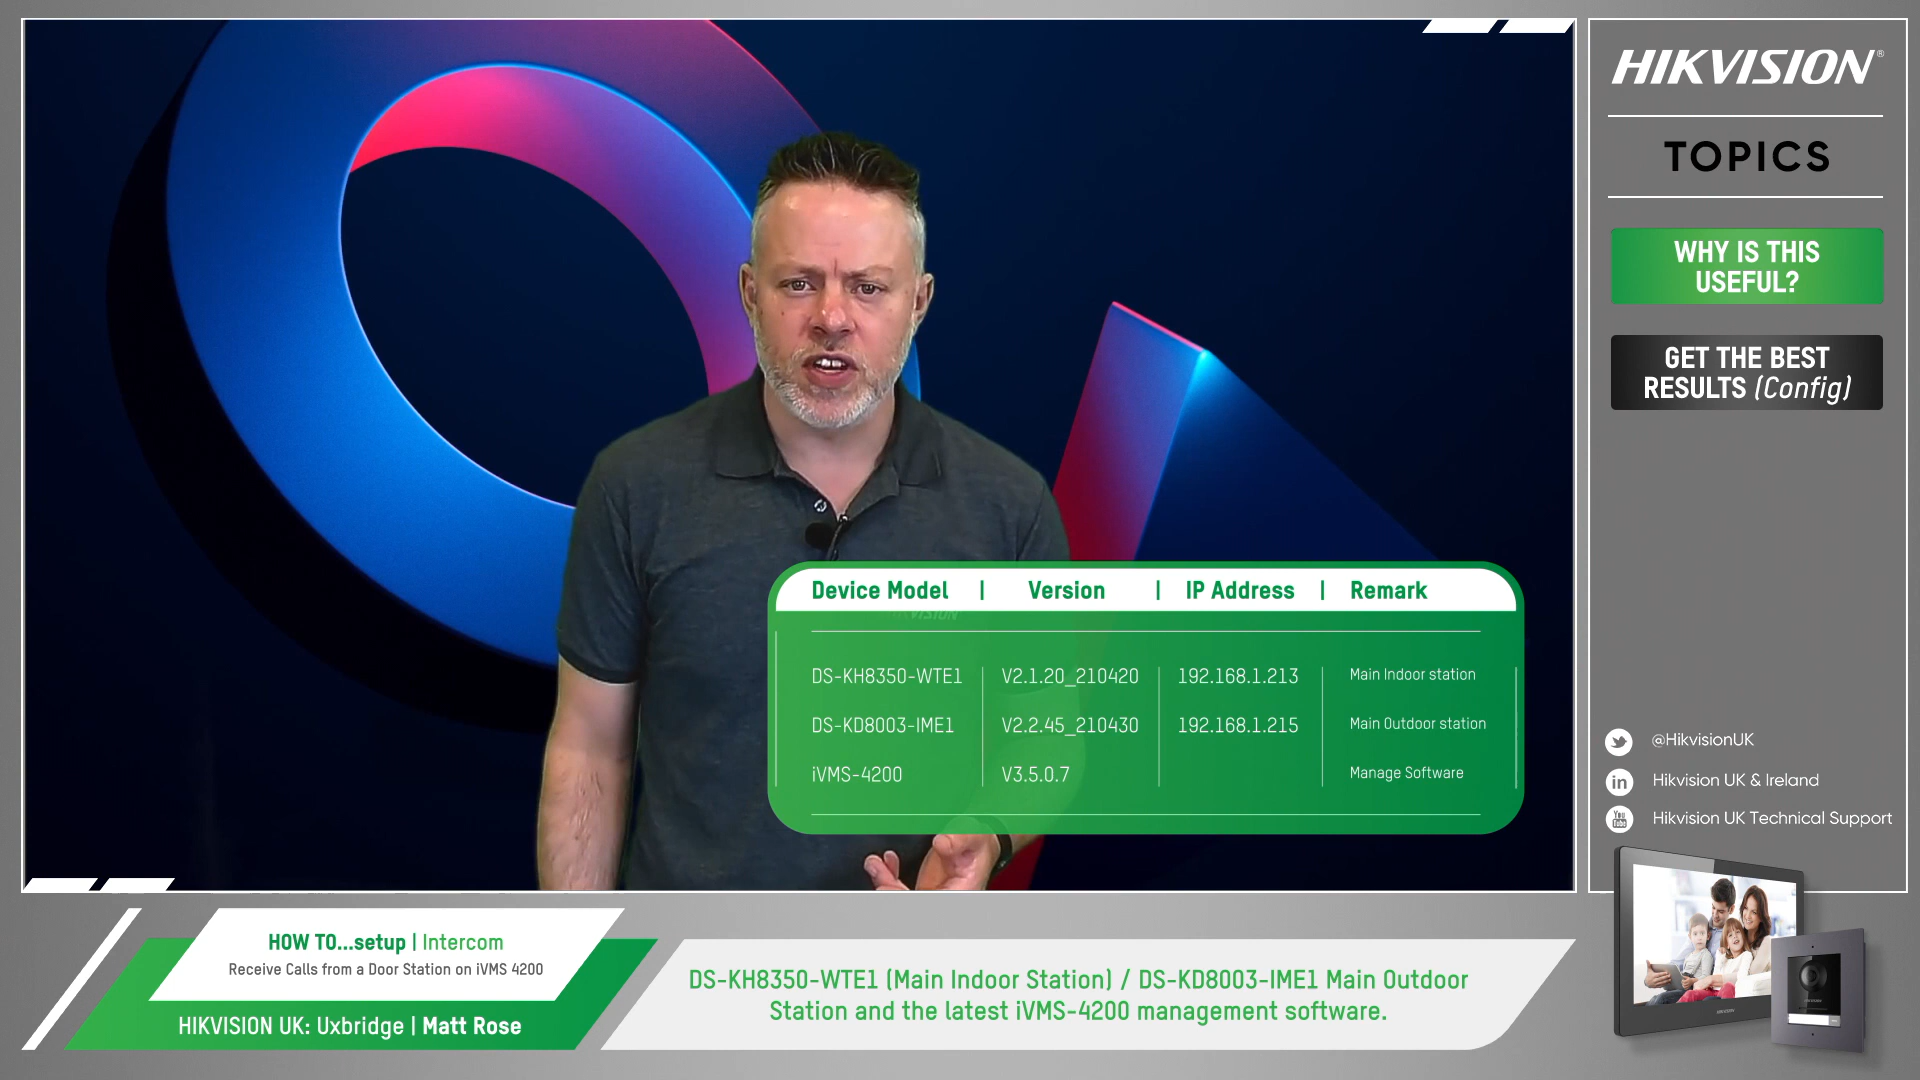 HIKVISION®
TOPICS
WHY IS THIS
USEFUL?
GET THE BEST
RESULTS (Config)
Device Model | Version | IP Address | Remark
DS-KH8350-WTE1 V2.1.20_210420 192.168.1.213 Main Indoor station
DS-KD8003-IME1 V2.2.45_210430 192.168.1.215 Main Outdoor station
iVMS-4200 V3.5.0.7 Manage Software
@HikvisionUK
in Hikvision UK & Ireland
You Tube Hikvision UK Technical Support
HOW TO...setup | Intercom
Receive Calls from a Door Station on iVMS 4200
HIKVISION UK: Uxbridge | Matt Rose
DS-KH8350-WTE1 (Main Indoor Station) / DS-KD8003-IME1 Main Outdoor
Station and the latest iVMS-4200 management software.